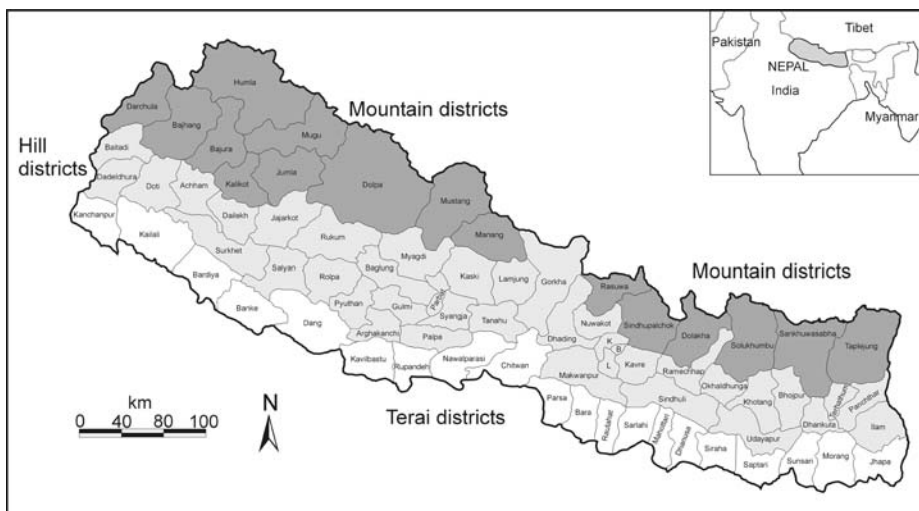 Pakistan
Tibet
NEPAL
India
Myanmar
Mountain districts
Hill
districts
Mountain districts
Terai districts
km
0 40 60 80 100
N
Humla
Darchula
Bajhang
Mugu
Bajura
Baitadi
Jumla
Dolpa
Dadeldhura
Doti
Achham
Kalikot
Mustang
Kanchanpur
Dailekh
Jajarkot
Manang
Kailali
Rukum
Surkhet
Myagdi
Gorkha
Bardiya
Salyan
Rolpa
Baglung
Kaski
Lamjung
Rasuwa
Banke
Pyuthan
Gulmi
Parbat
Syangja
Tanahu
Nuwakot
Sindhupalchok
Dolakha
Solukhumbu
Sankhuwasabha
Taplejung
Dang
Arghakanchi
Palpa
Dhading
K
B
L
Kavre
Ramechhap
Kavilbastu
Rupandeh
Nawalparasi
Chitwan
Makwanpur
Okhaldhunga
Khotang
Bhojpur
Panchthar
Sindhuli
Dhankuta
Ilam
Parsa
Bara
Rautahat
Sarlahi
Mahottari
Dhanusa
Siraha
Udayapur
Saptari
Sunsari
Morang
Jhapa